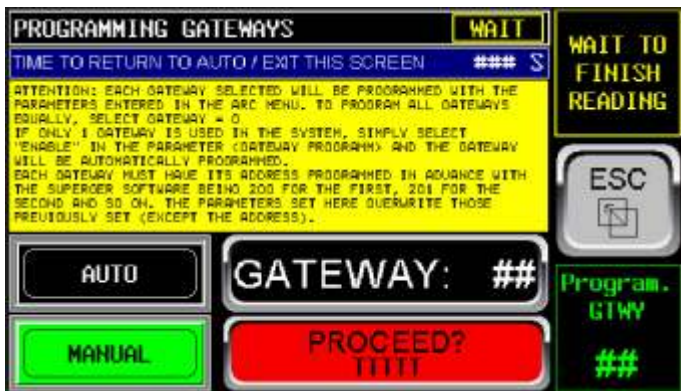 PROGRAMMING GATEWAYS
WAIT
TIME TO RETURN TO AUTO / EXIT THIS SCREEN ### S
WAIT TO
FINISH
READING
ATTENTION: EACH GATEWAY SELECTED WILL BE PROGRAMMED WITH THE
PARAMETERS ENTERED IN THE ARC MENU. TO PROGRAM ALL GATEWAYS
EQUALLY, SELECT GATEWAY = 0
IF ONLY 1 GATEWAY IS USED IN THE SYSTEM, SIMPLY SELECT
"ENABLE" IN THE PARAMETER (GATEWAY PROGRAMM) AND THE GATEWAY
WILL BE AUTOMATICALLY PROGRAMMED.
EACH GATEWAY MUST HAVE ITS ADDRESS PROGRAMMED IN ADVANCE WITH
THE SUPERGER SOFTWARE BEING 200 FOR THE FIRST, 201 FOR THE
SECOND AND SO ON. THE PARAMETERS SET HERE OVERWRITE THOSE
PREVIOUSLY SET (EXCEPT THE ADDRESS).
ESC
AUTO
GATEWAY: ##
Program.
GTWY
##
MANUAL
PROCEED?
TTTTT